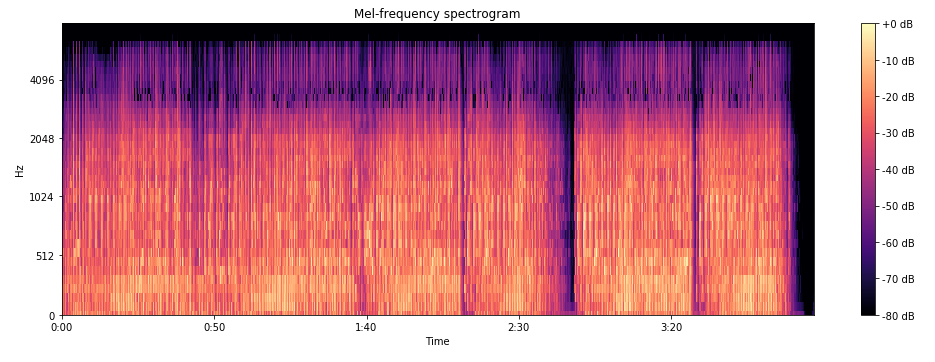 Mel-frequency spectrogram
Hz
4096
2048
1024
512
0
0:00
0:50
1:40
2:30
3:20
Time
+0 dB
-10 dB
-20 dB
-30 dB
-40 dB
-50 dB
-60 dB
-70 dB
-80 dB